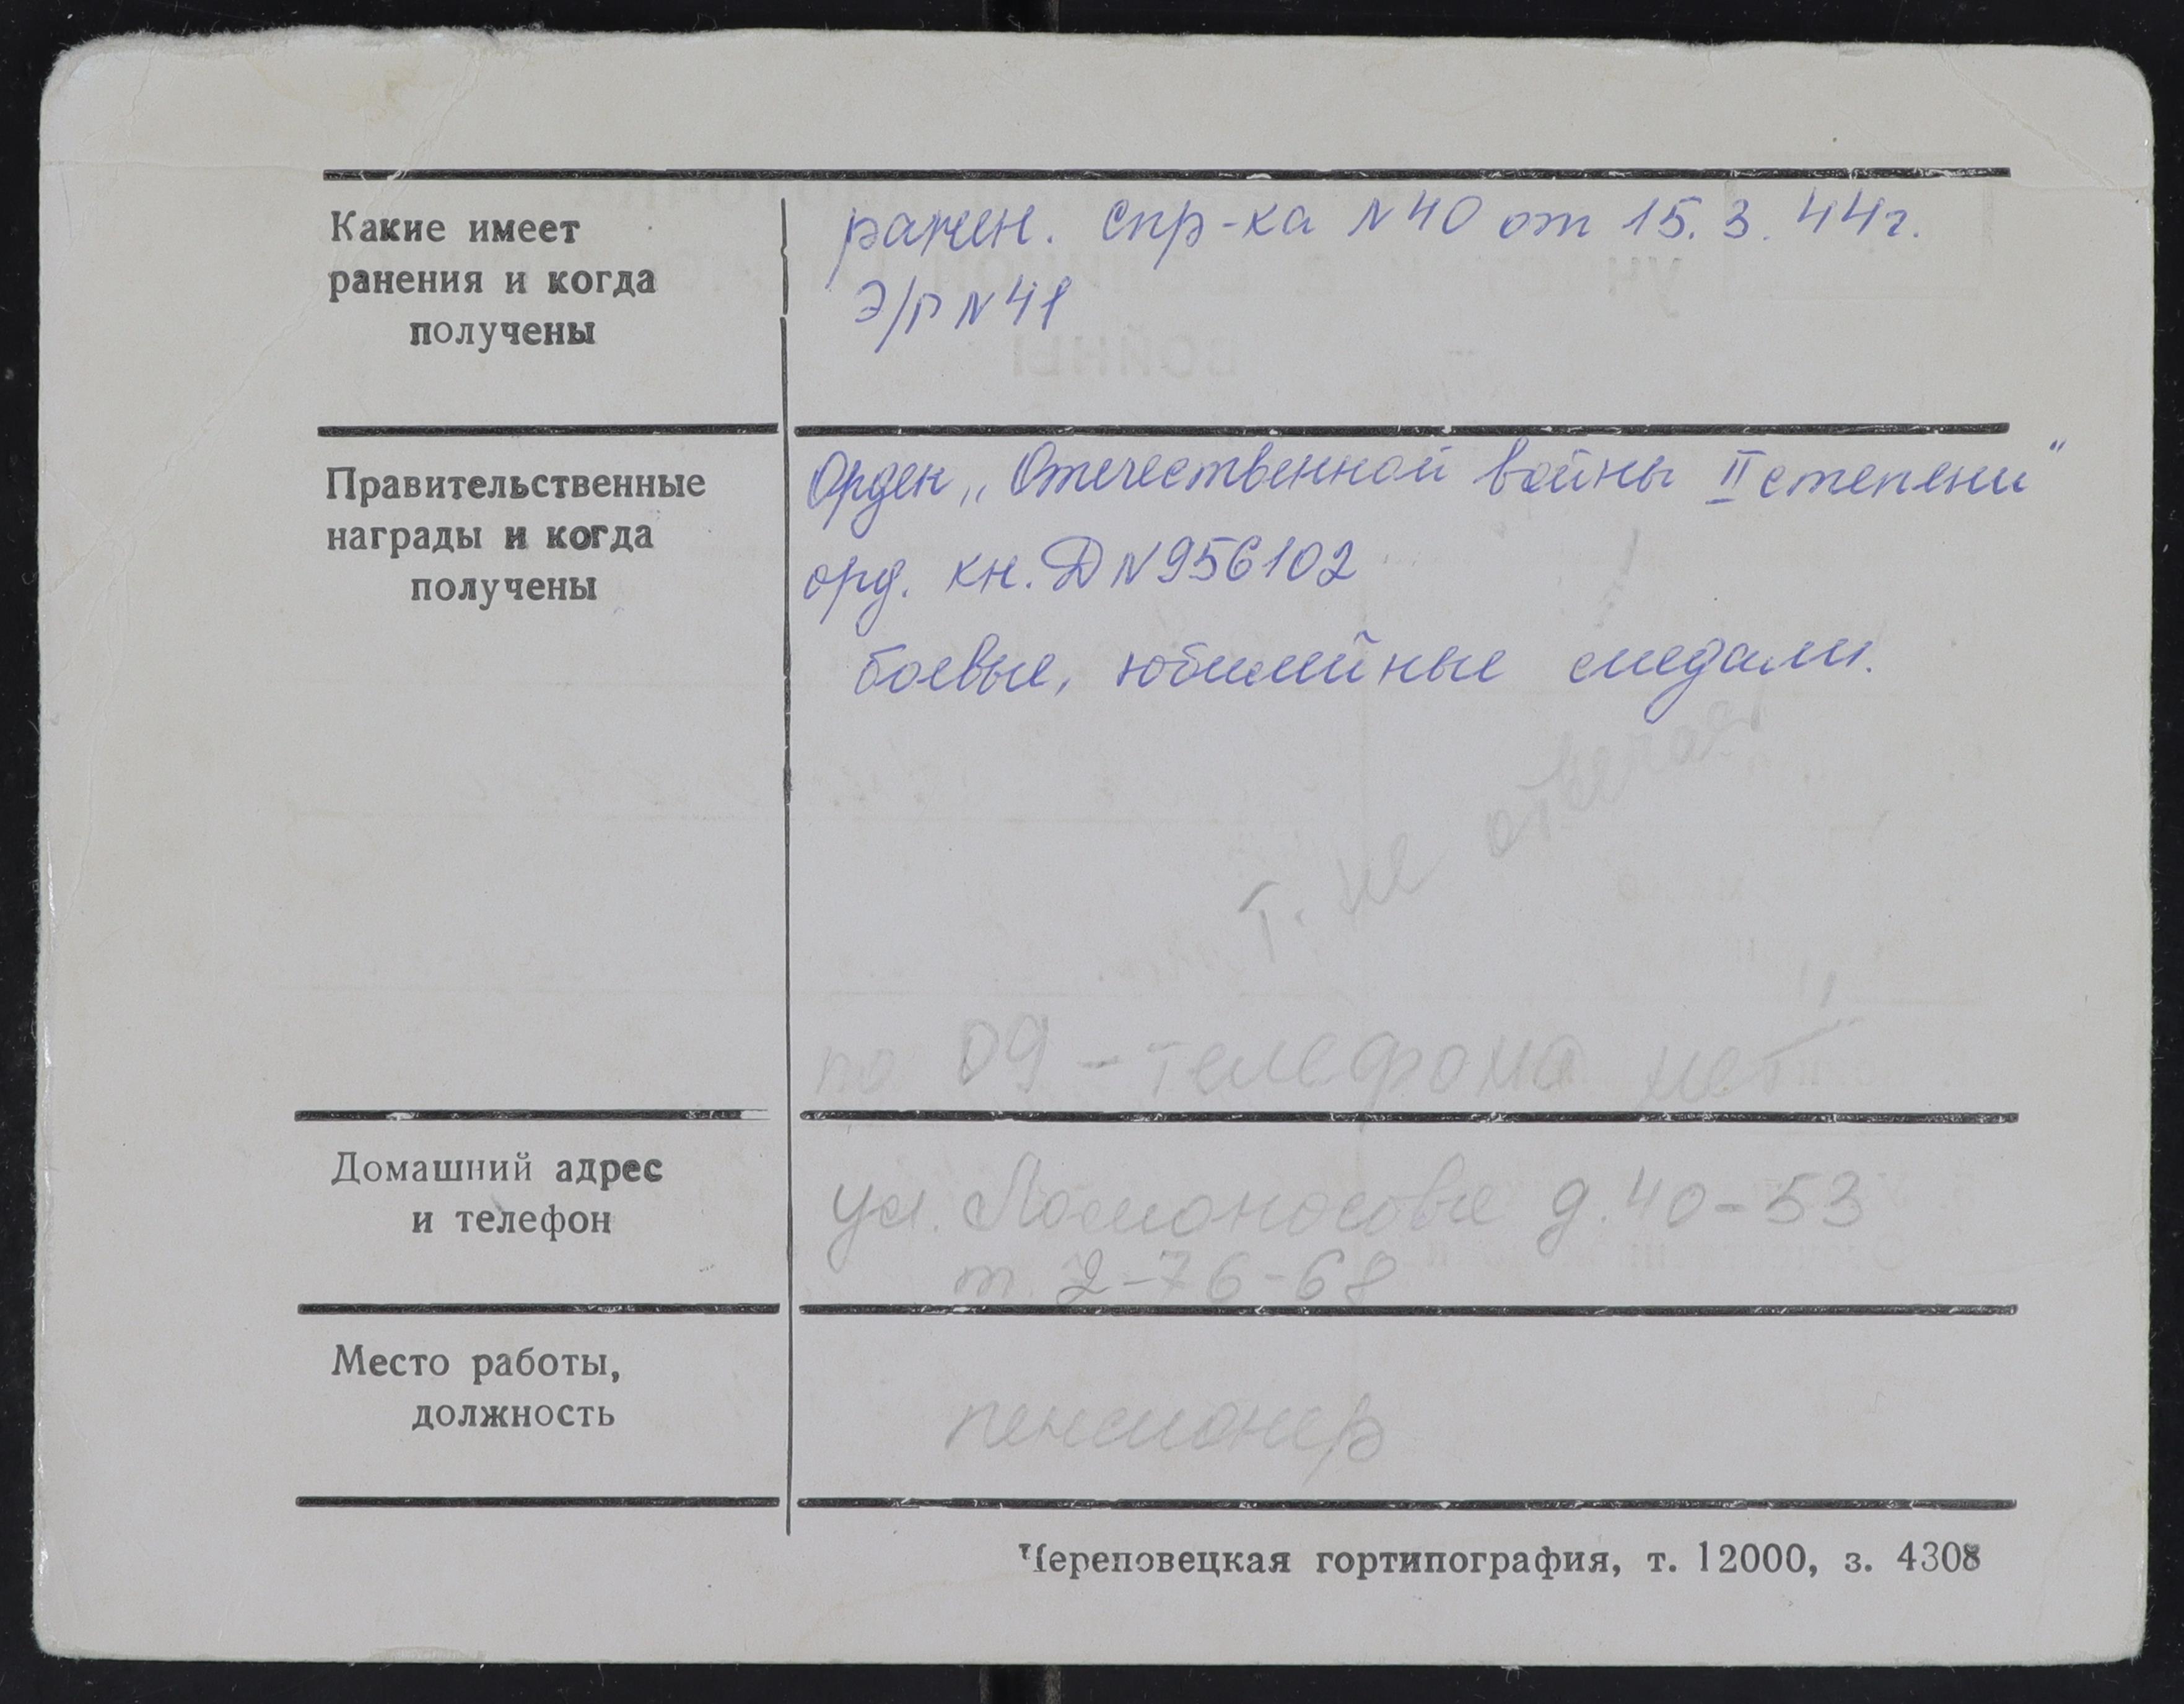 Какие имеет
ранения и когда
получены
ранен. спр-ка N 40 от 15.3.44г.
Э/Г N 41
Правительственные
награды и когда
получены
Орден „Отечественной войны II степени"
орд. кн. Д N 956102
боевые, юбилейные медали.
Т. не отвечает
по 09 - телефона нет
Домашний адрес
и телефон
ул. Ломоносова д. 40-53
т. 2-76-68
Место работы,
должность
пенсионер
Череповецкая гортипография, т. 12000, з. 4308